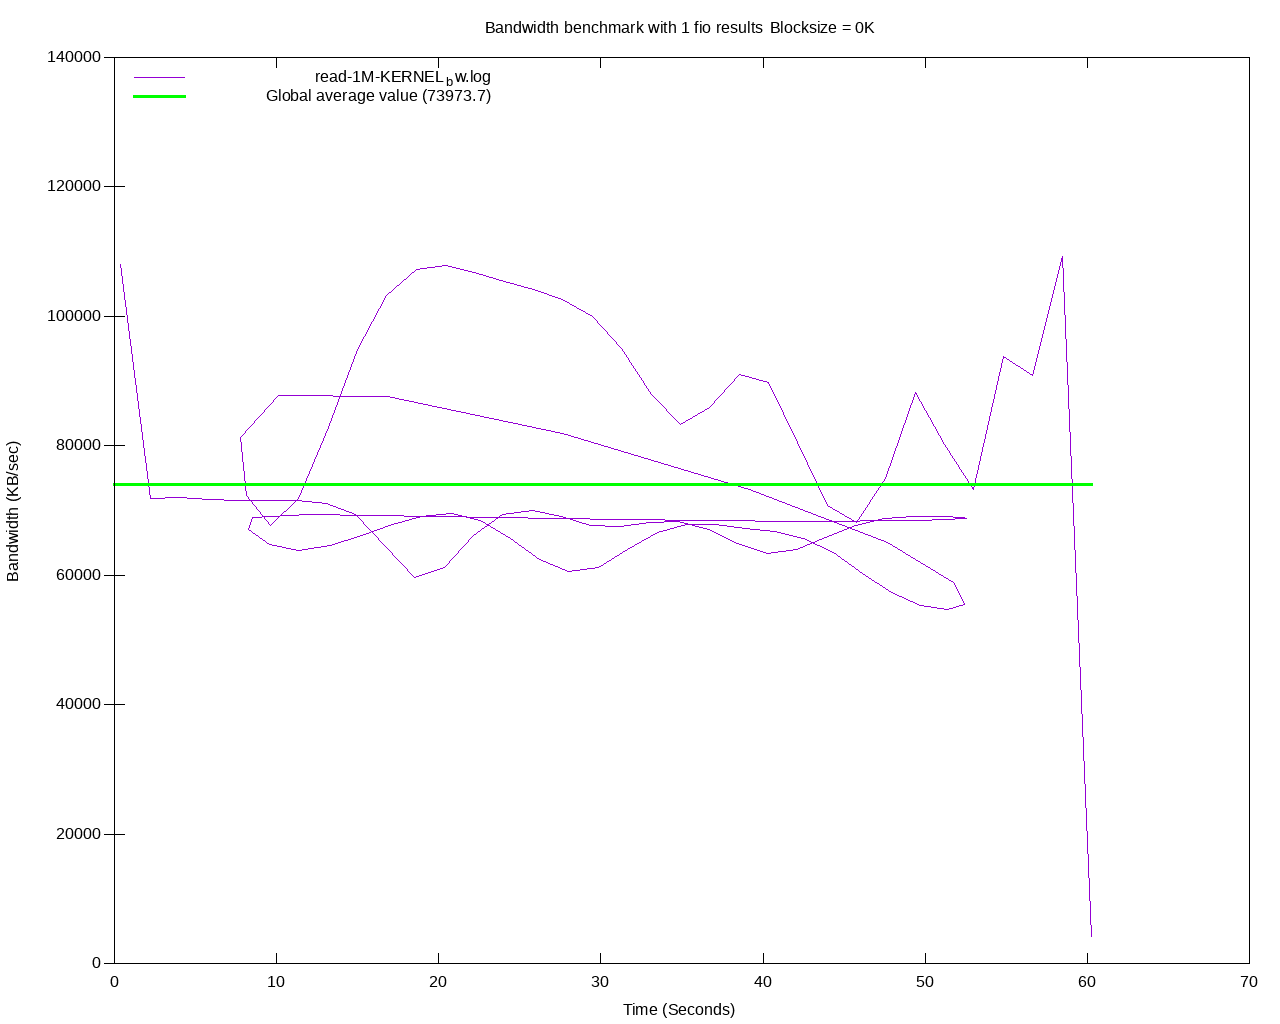 Bandwidth benchmark with 1 fio results Blocksize = 0K
140000
120000
100000
80000
60000
40000
20000
0
read-1M-KERNEL_bw.log
Global average value (73973.7)
Bandwidth (KB/sec)
0 10 20 30 40 50 60 70
Time (Seconds)